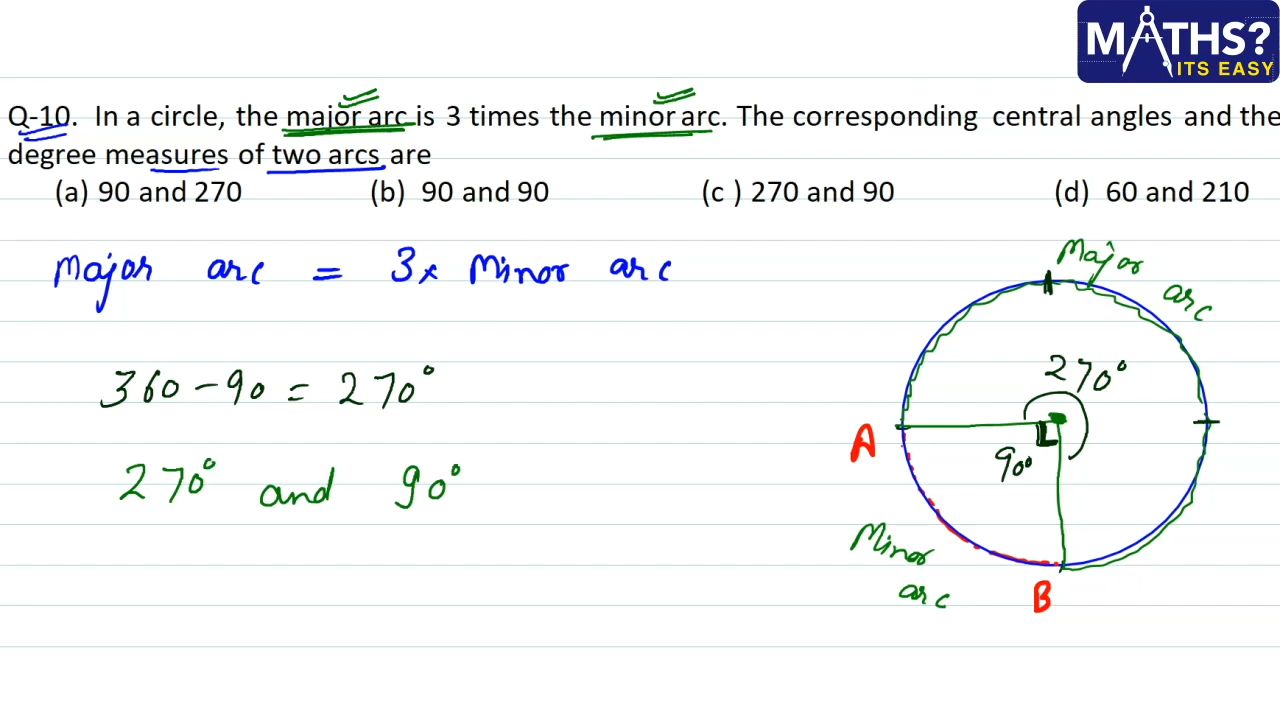 MATHS?
ITS EASY
Q-10. In a circle, the major arc is 3 times the minor arc. The corresponding central angles and the
degree measures of two arcs are
(a) 90 and 270 (b) 90 and 90 (c ) 270 and 90 (d) 60 and 210
Major arc = 3× Minor arc
Major arc
360 - 90 = 270°
270°
A
90°
270° and 90°
Minor arc
B